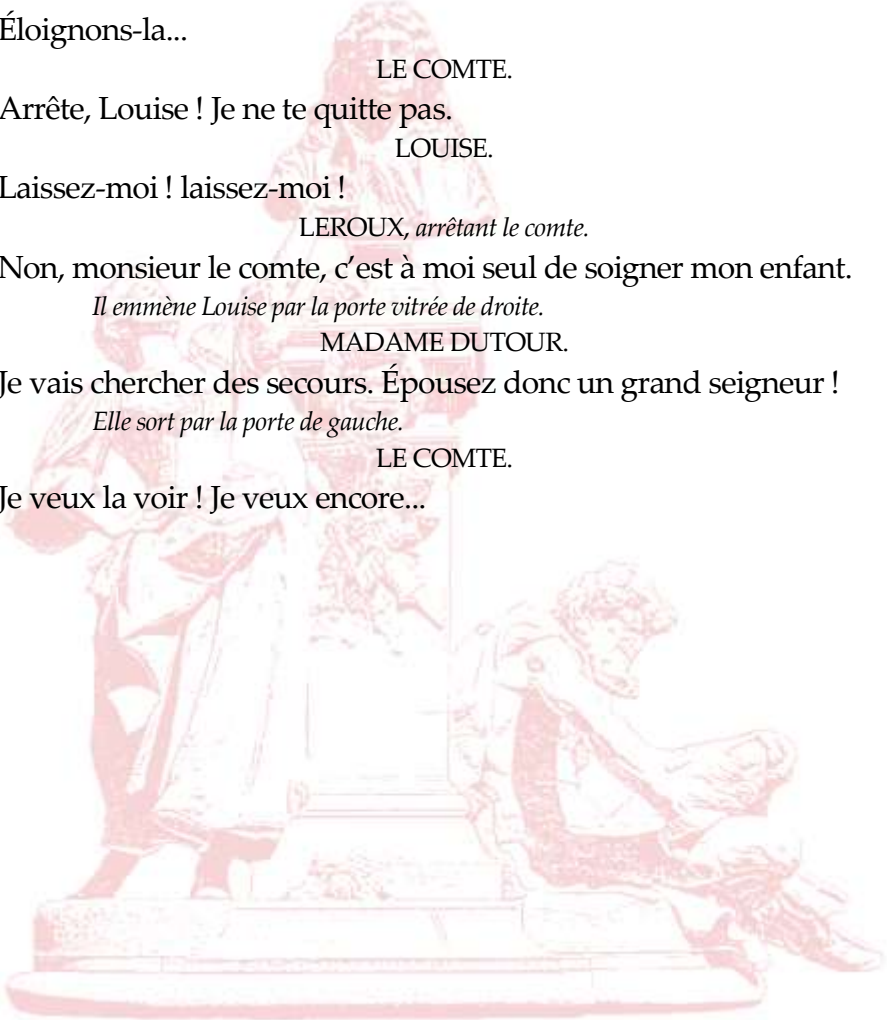 Éloignons-la...
LE COMTE.
Arrête, Louise ! Je ne te quitte pas.
LOUISE.
Laissez-moi ! laissez-moi !
LEROUX, arrêtant le comte.
Non, monsieur le comte, c’est à moi seul de soigner mon enfant.
Il emmène Louise par la porte vitrée de droite.
MADAME DUTOUR.
Je vais chercher des secours. Épousez donc un grand seigneur !
Elle sort par la porte de gauche.
LE COMTE.
Je veux la voir ! Je veux encore...